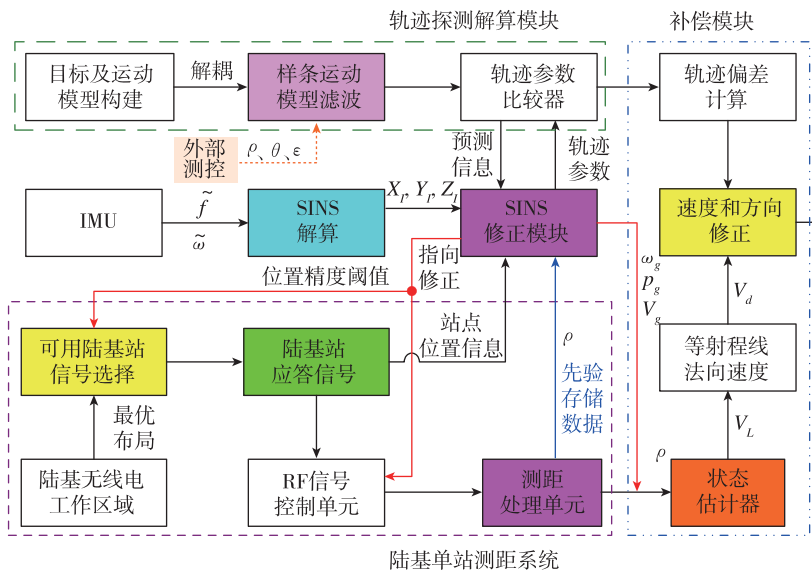 轨迹探测解算模块
补偿模块
目标及运动
模型构建
解耦
样条运动
模型滤波
轨迹参数
比较器
轨迹偏差
计算
外部
测控
ρ、θ、ε
预测
信息
轨迹
参数
IMU
f̃
ω̃
SINS
解算
X_I, Y_I, Z_I
SINS
修正模块
速度和方向
修正
位置精度阈值
指向
修正
ω_g
p_g
V_g
V_d
可用陆基站
信号选择
陆基站
应答信号
站点
位置信息
ρ
先验
存储
数据
等射程线
法向速度
最优
布局
V_L
陆基无线电
工作区域
RF信号
控制单元
测距
处理单元
ρ
状态
估计器
陆基单站测距系统